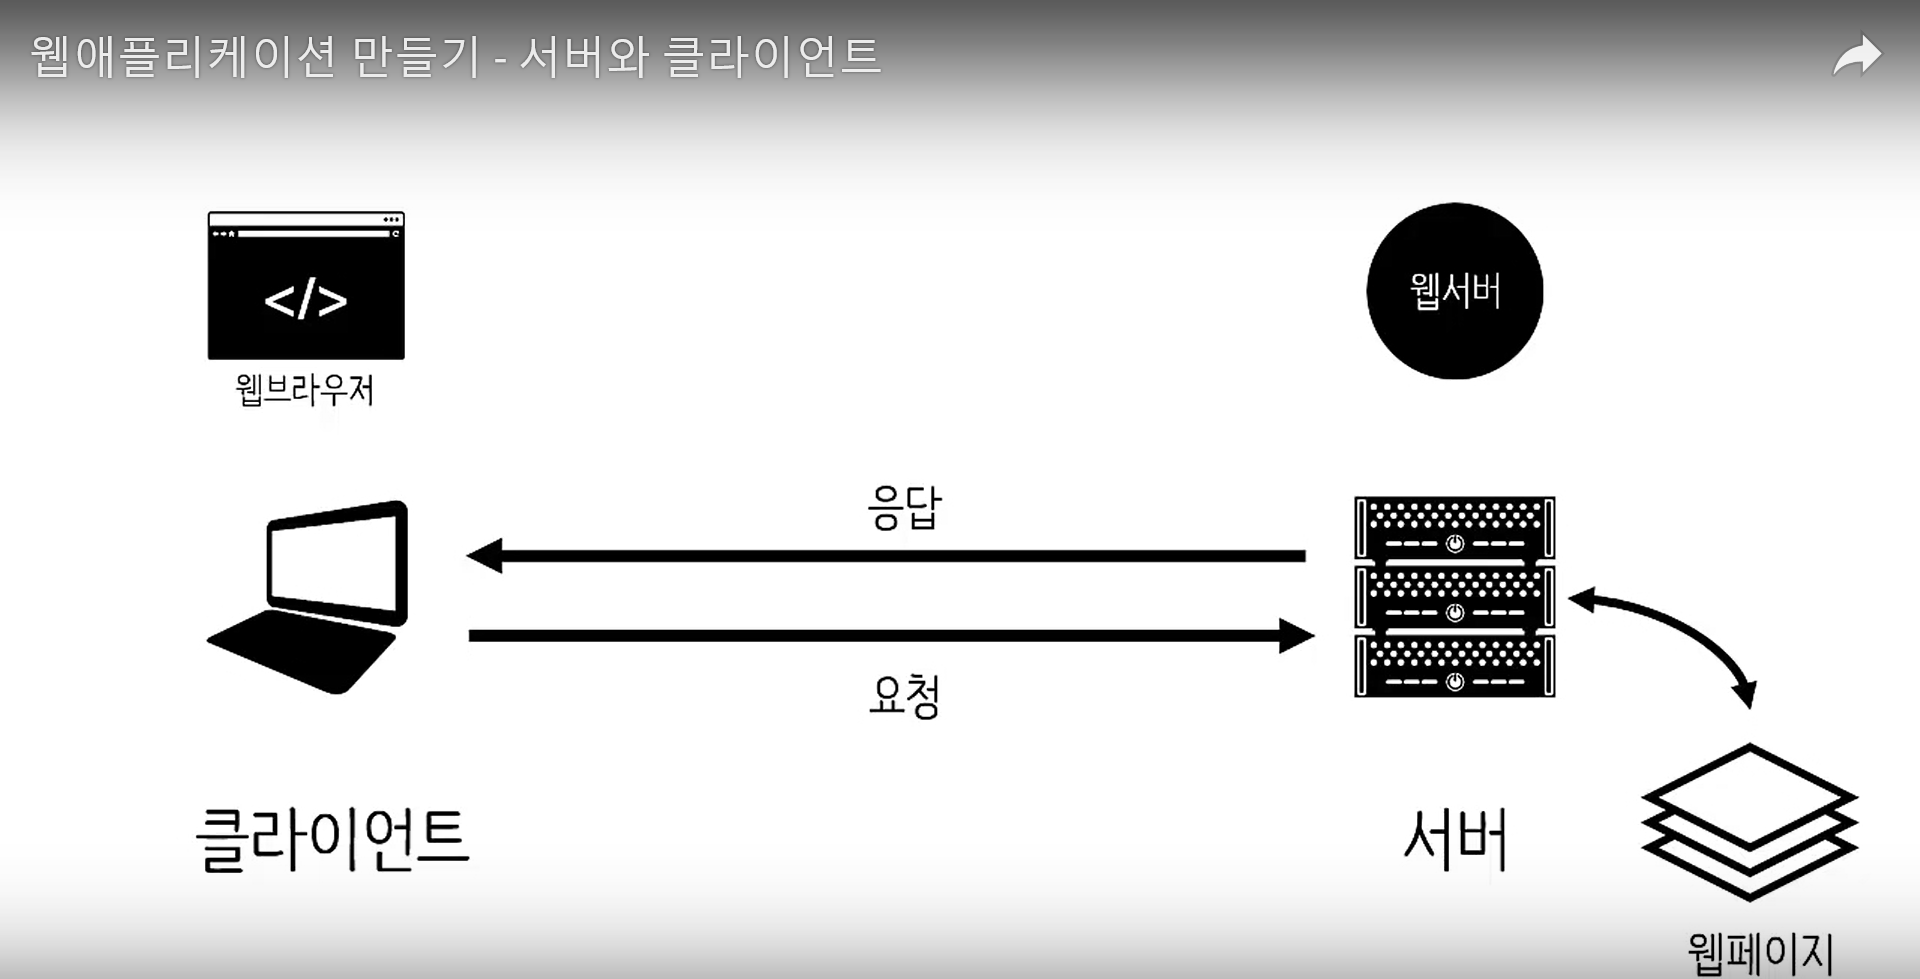 웹애플리케이션 만들기 - 서버와 클라이언트
</>
웹브라우저
웹서버
응답
요청
클라이언트
서버
웹페이지